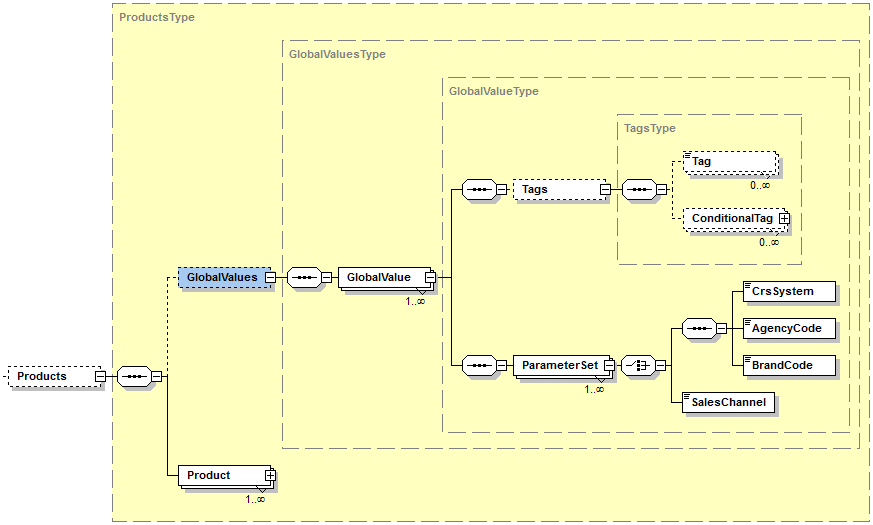 ProductsType
GlobalValuesType
GlobalValueType
TagsType
Tag
0..∞
Tags
ConditionalTag
0..∞
GlobalValues
GlobalValue
1..∞
CrsSystem
AgencyCode
ParameterSet
1..∞
BrandCode
Products
SalesChannel
Product
1..∞